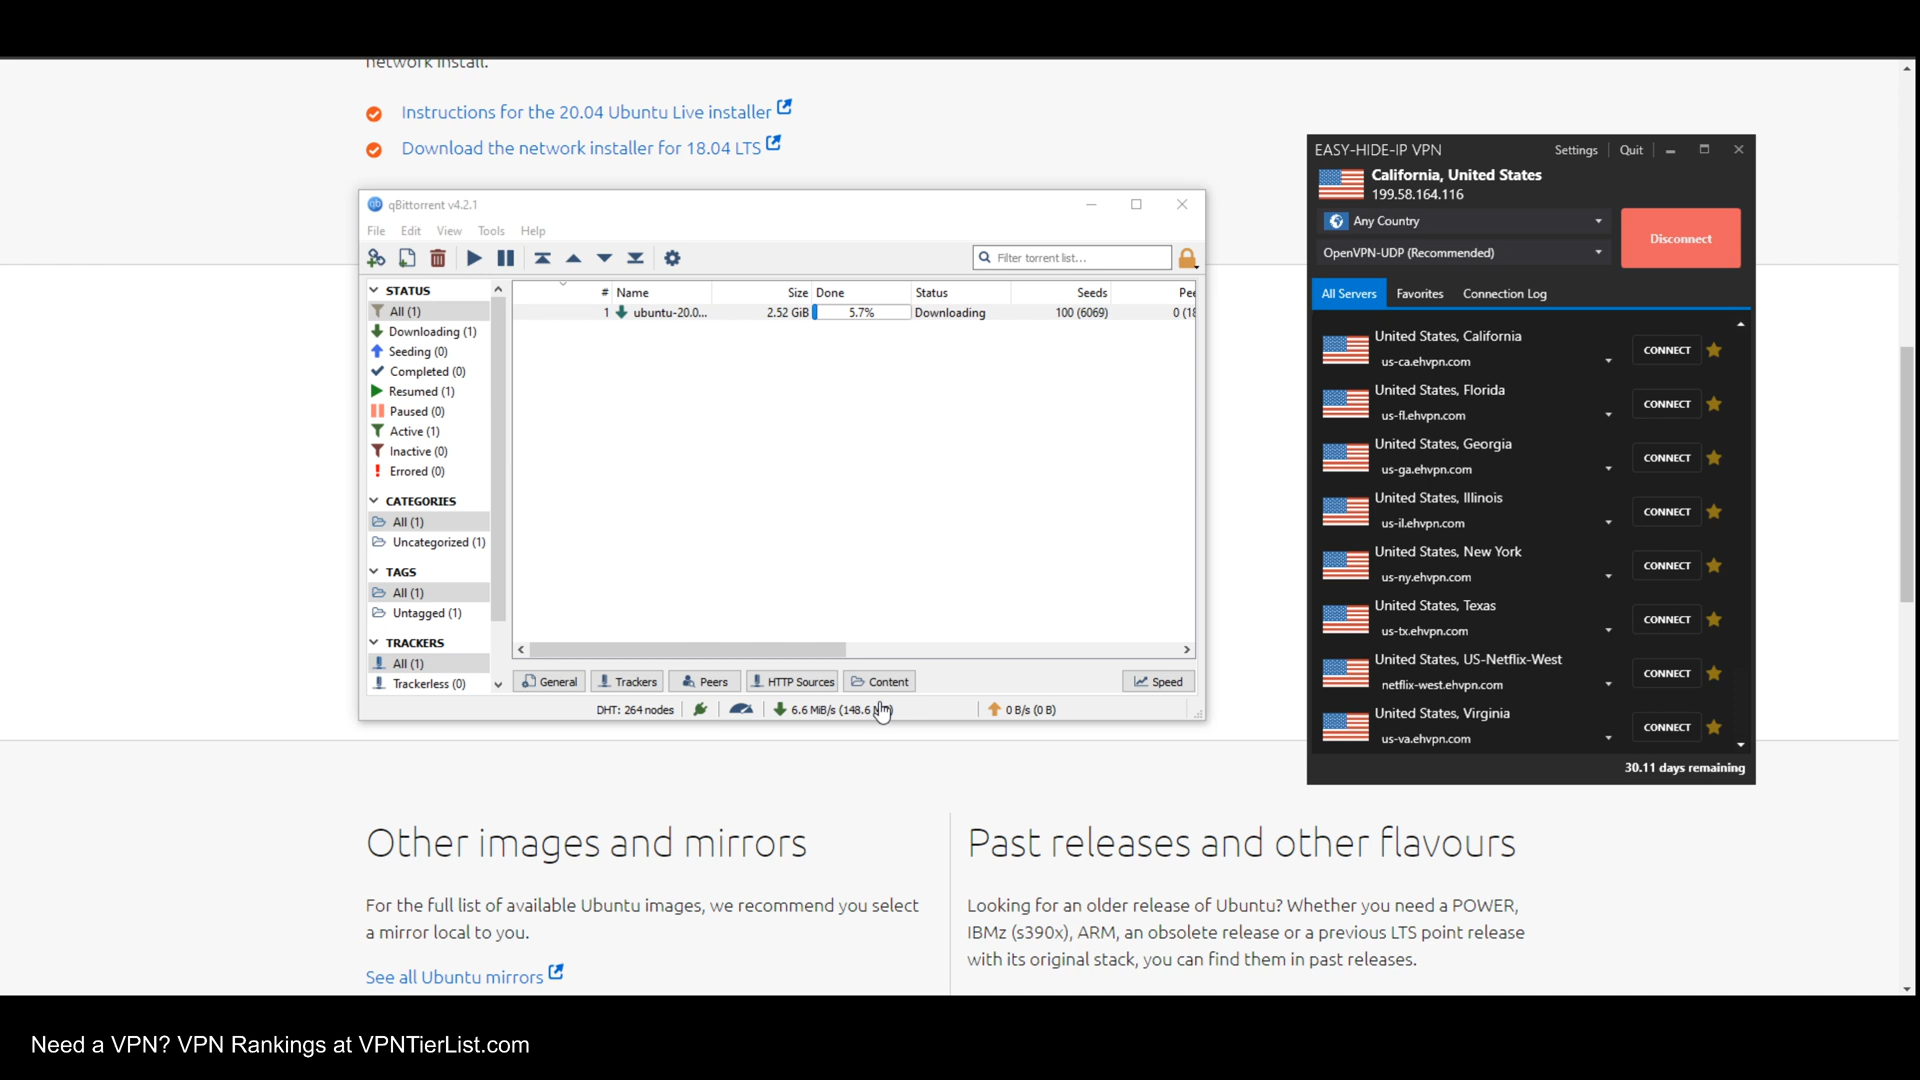 network install.
Instructions for the 20.04 Ubuntu Live installer
Download the network installer for 18.04 LTS
qBittorrent v4.2.1
File Edit View Tools Help
Filter torrent list...
STATUS
All (1)
Downloading (1)
Seeding (0)
Completed (0)
Resumed (1)
Paused (0)
Active (1)
Inactive (0)
Errored (0)
CATEGORIES
All (1)
Uncategorized (1)
TAGS
All (1)
Untagged (1)
TRACKERS
All (1)
Trackerless (0)
# Name Size Done Status Seeds
1 ubuntu-20.0... 2.52 GiB 5.7% Downloading 100 (6069)
General Trackers Peers HTTP Sources Content Speed
DHT: 264 nodes 6.6 MiB/s (148.6 0 B/s (0 B)
EASY-HIDE-IP VPN Settings Quit
California, United States
199.58.164.116
Any Country
OpenVPN-UDP (Recommended)
Disconnect
All Servers Favorites Connection Log
United States, California
us-ca.ehvpn.com
CONNECT
United States, Florida
us-fl.ehvpn.com
CONNECT
United States, Georgia
us-ga.ehvpn.com
CONNECT
United States, Illinois
us-il.ehvpn.com
CONNECT
United States, New York
us-ny.ehvpn.com
CONNECT
United States, Texas
us-tx.ehvpn.com
CONNECT
United States, US-Netflix-West
netflix-west.ehvpn.com
CONNECT
United States, Virginia
us-va.ehvpn.com
CONNECT
30.11 days remaining
Other images and mirrors
For the full list of available Ubuntu images, we recommend you select
a mirror local to you.
See all Ubuntu mirrors
Past releases and other flavours
Looking for an older release of Ubuntu? Whether you need a POWER,
IBMz (s390x), ARM, an obsolete release or a previous LTS point release
with its original stack, you can find them in past releases.
Need a VPN? VPN Rankings at VPNTierList.com